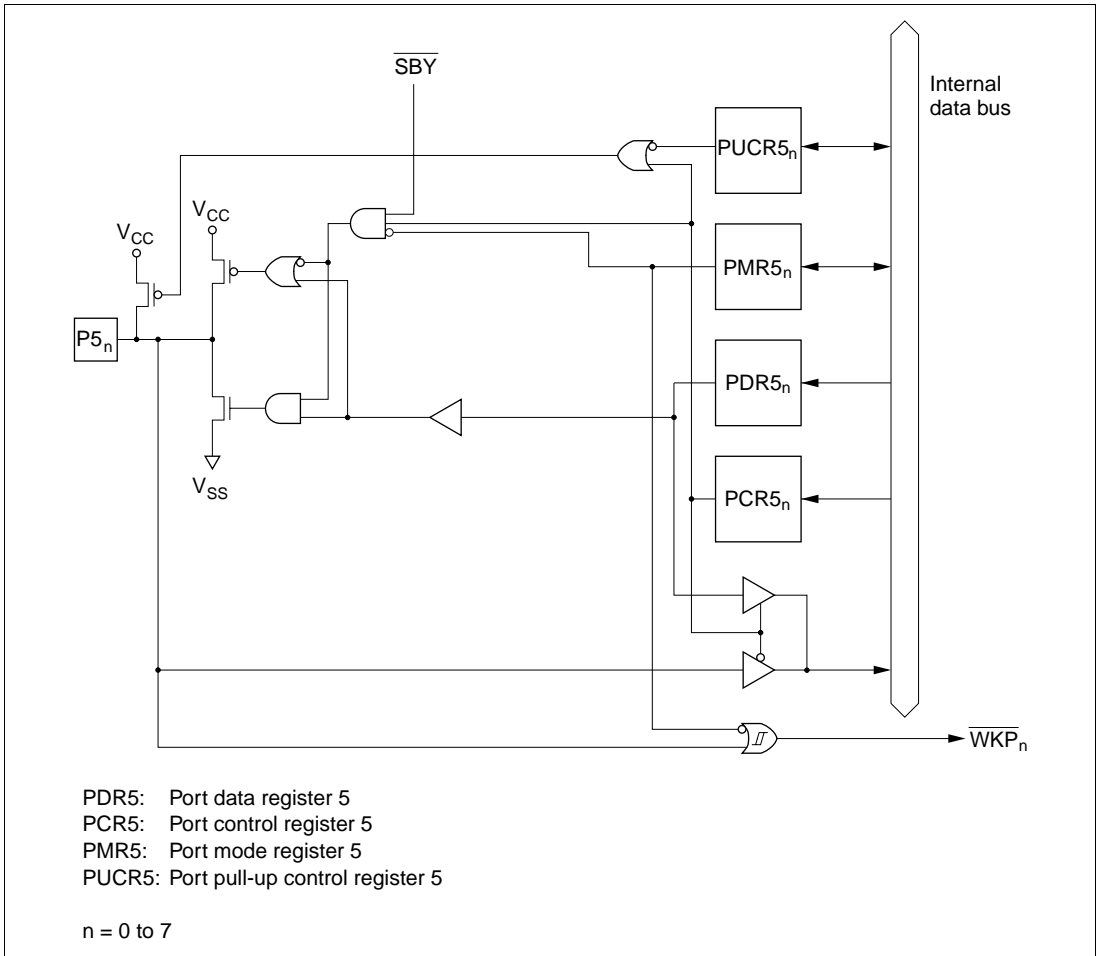 SBY
Internal
data bus
PUCR5n
VCC
VCC
PMR5n
P5n
PDR5n
VSS
PCR5n
WKPn
PDR5: Port data register 5
PCR5: Port control register 5
PMR5: Port mode register 5
PUCR5: Port pull-up control register 5
n = 0 to 7